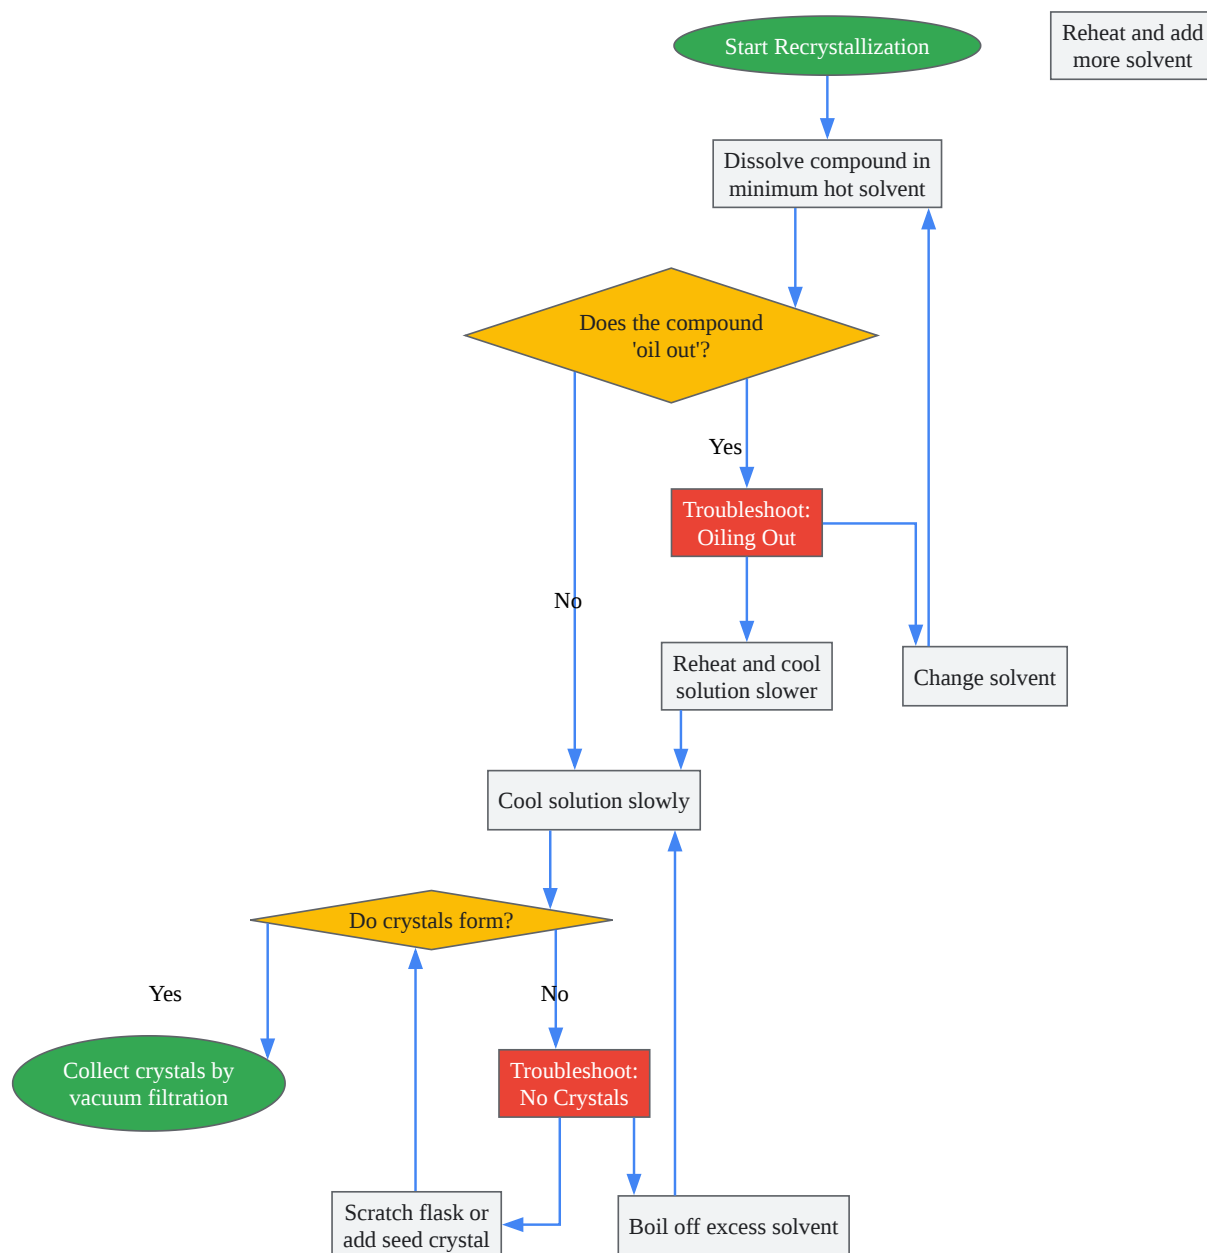 Start Recrystallization
Reheat and add
more solvent
Dissolve compound in
minimum hot solvent
Does the compound
'oil out'?
Yes
Troubleshoot:
Oiling Out
No
Reheat and cool
solution slower
Change solvent
Cool solution slowly
Do crystals form?
Yes
No
Collect crystals by
vacuum filtration
Troubleshoot:
No Crystals
Scratch flask or
add seed crystal
Boil off excess solvent